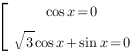 cos x = 0
√3 cos x + sin x = 0